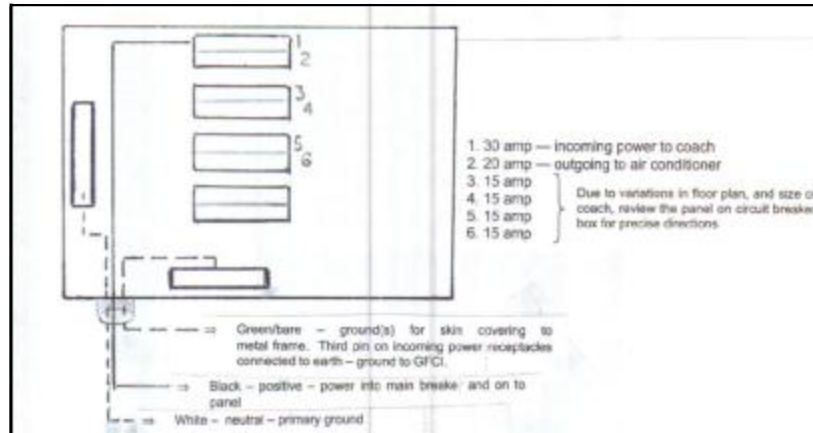 1
2
3
4
5
6
1. 30 amp — incoming power to coach
2. 20 amp — outgoing to air conditioner
3. 15 amp
4. 15 amp
5. 15 amp
6. 15 amp
Due to variations in floor plan, and size of
coach, review the panel on circuit breaker
box for precise directions
Green/bare – ground(s) for skin covering to
metal frame. Third pin on incoming power receptacles
connected to earth – ground to GFCI.
Black – positive – power into main breake and on to
panel
White – neutral – primary ground